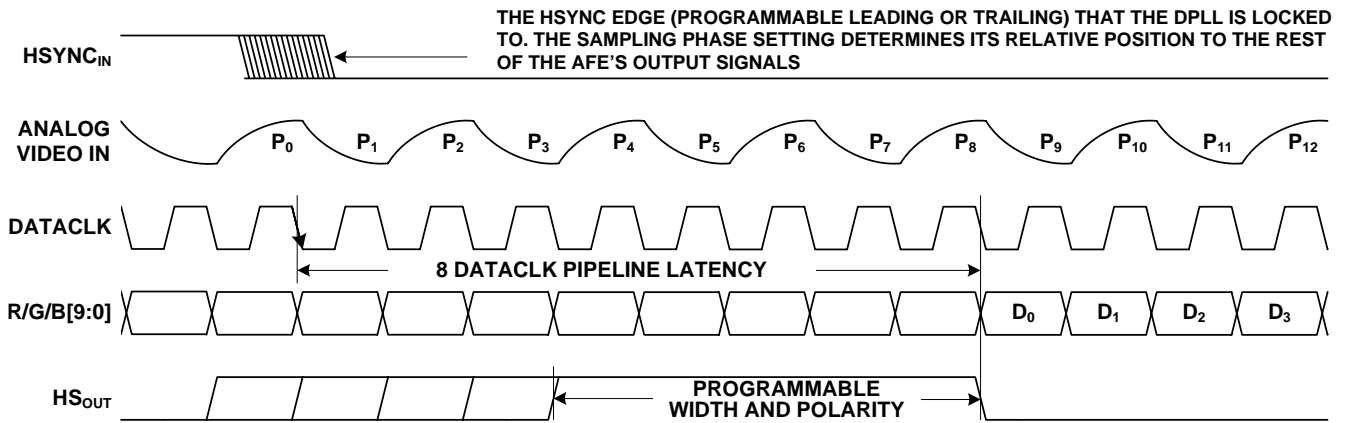 THE HSYNC EDGE (PROGRAMMABLE LEADING OR TRAILING) THAT THE DPLL IS LOCKED
TO. THE SAMPLING PHASE SETTING DETERMINES ITS RELATIVE POSITION TO THE REST
OF THE AFE'S OUTPUT SIGNALS
HSYNCIN
ANALOG
VIDEO IN
P0 P1 P2 P3 P4 P5 P6 P7 P8 P9 P10 P11 P12
DATACLK
8 DATACLK PIPELINE LATENCY
R/G/B[9:0]
D0 D1 D2 D3
HSOUT
PROGRAMMABLE
WIDTH AND POLARITY